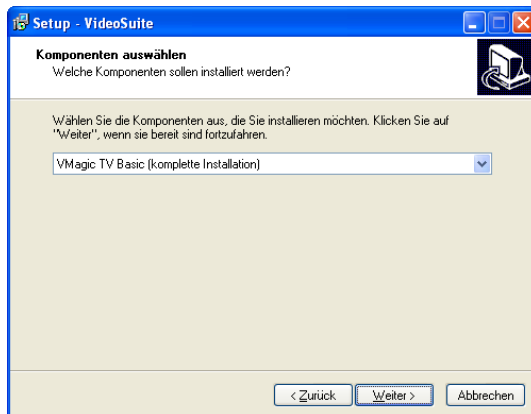 Setup - VideoSuite
Komponenten auswählen
Welche Komponenten sollen installiert werden?
Wählen Sie die Komponenten aus, die Sie installieren möchten. Klicken Sie auf
"Weiter", wenn sie bereit sind fortzufahren.
VMagic TV Basic (komplette Installation)
< Zurück Weiter > Abbrechen